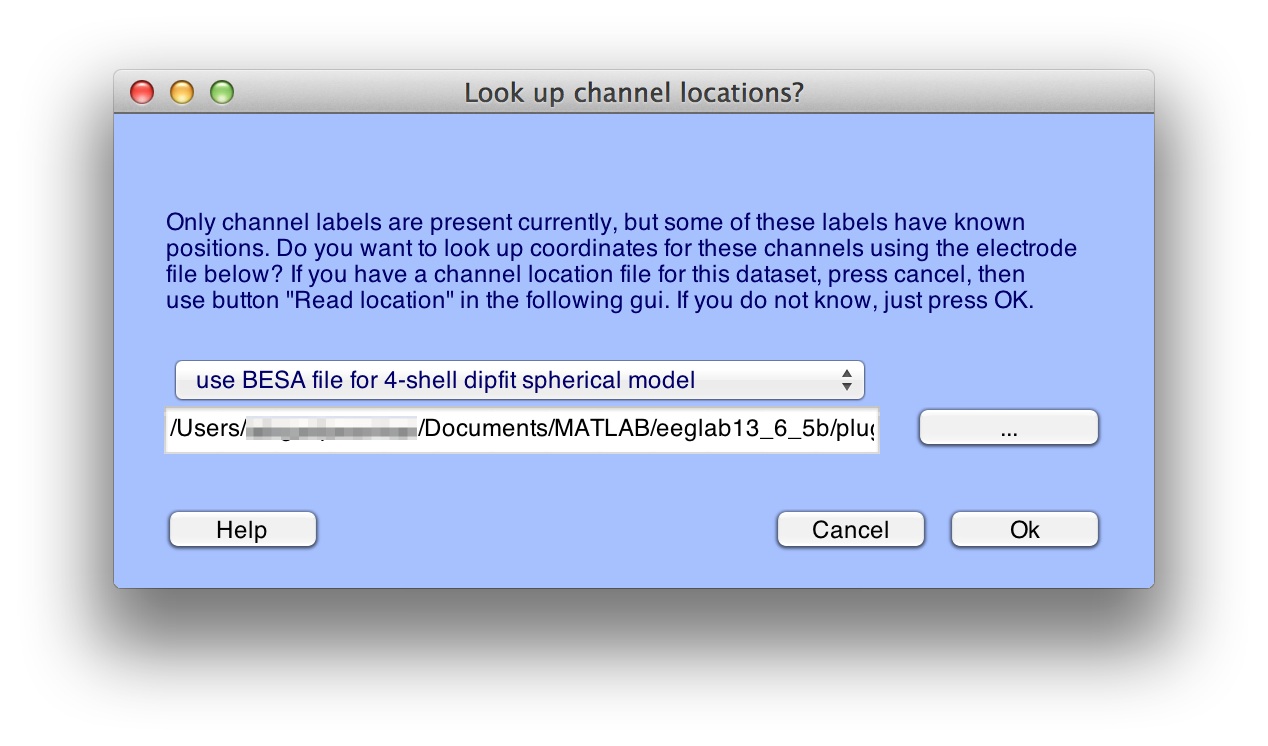 Look up channel locations?
Only channel labels are present currently, but some of these labels have known
positions. Do you want to look up coordinates for these channels using the electrode
file below? If you have a channel location file for this dataset, press cancel, then
use button "Read location" in the following gui. If you do not know, just press OK.
use BESA file for 4-shell dipfit spherical model
/Users/ /Documents/MATLAB/eeglab13_6_5b/plug
...
Help
Cancel
Ok